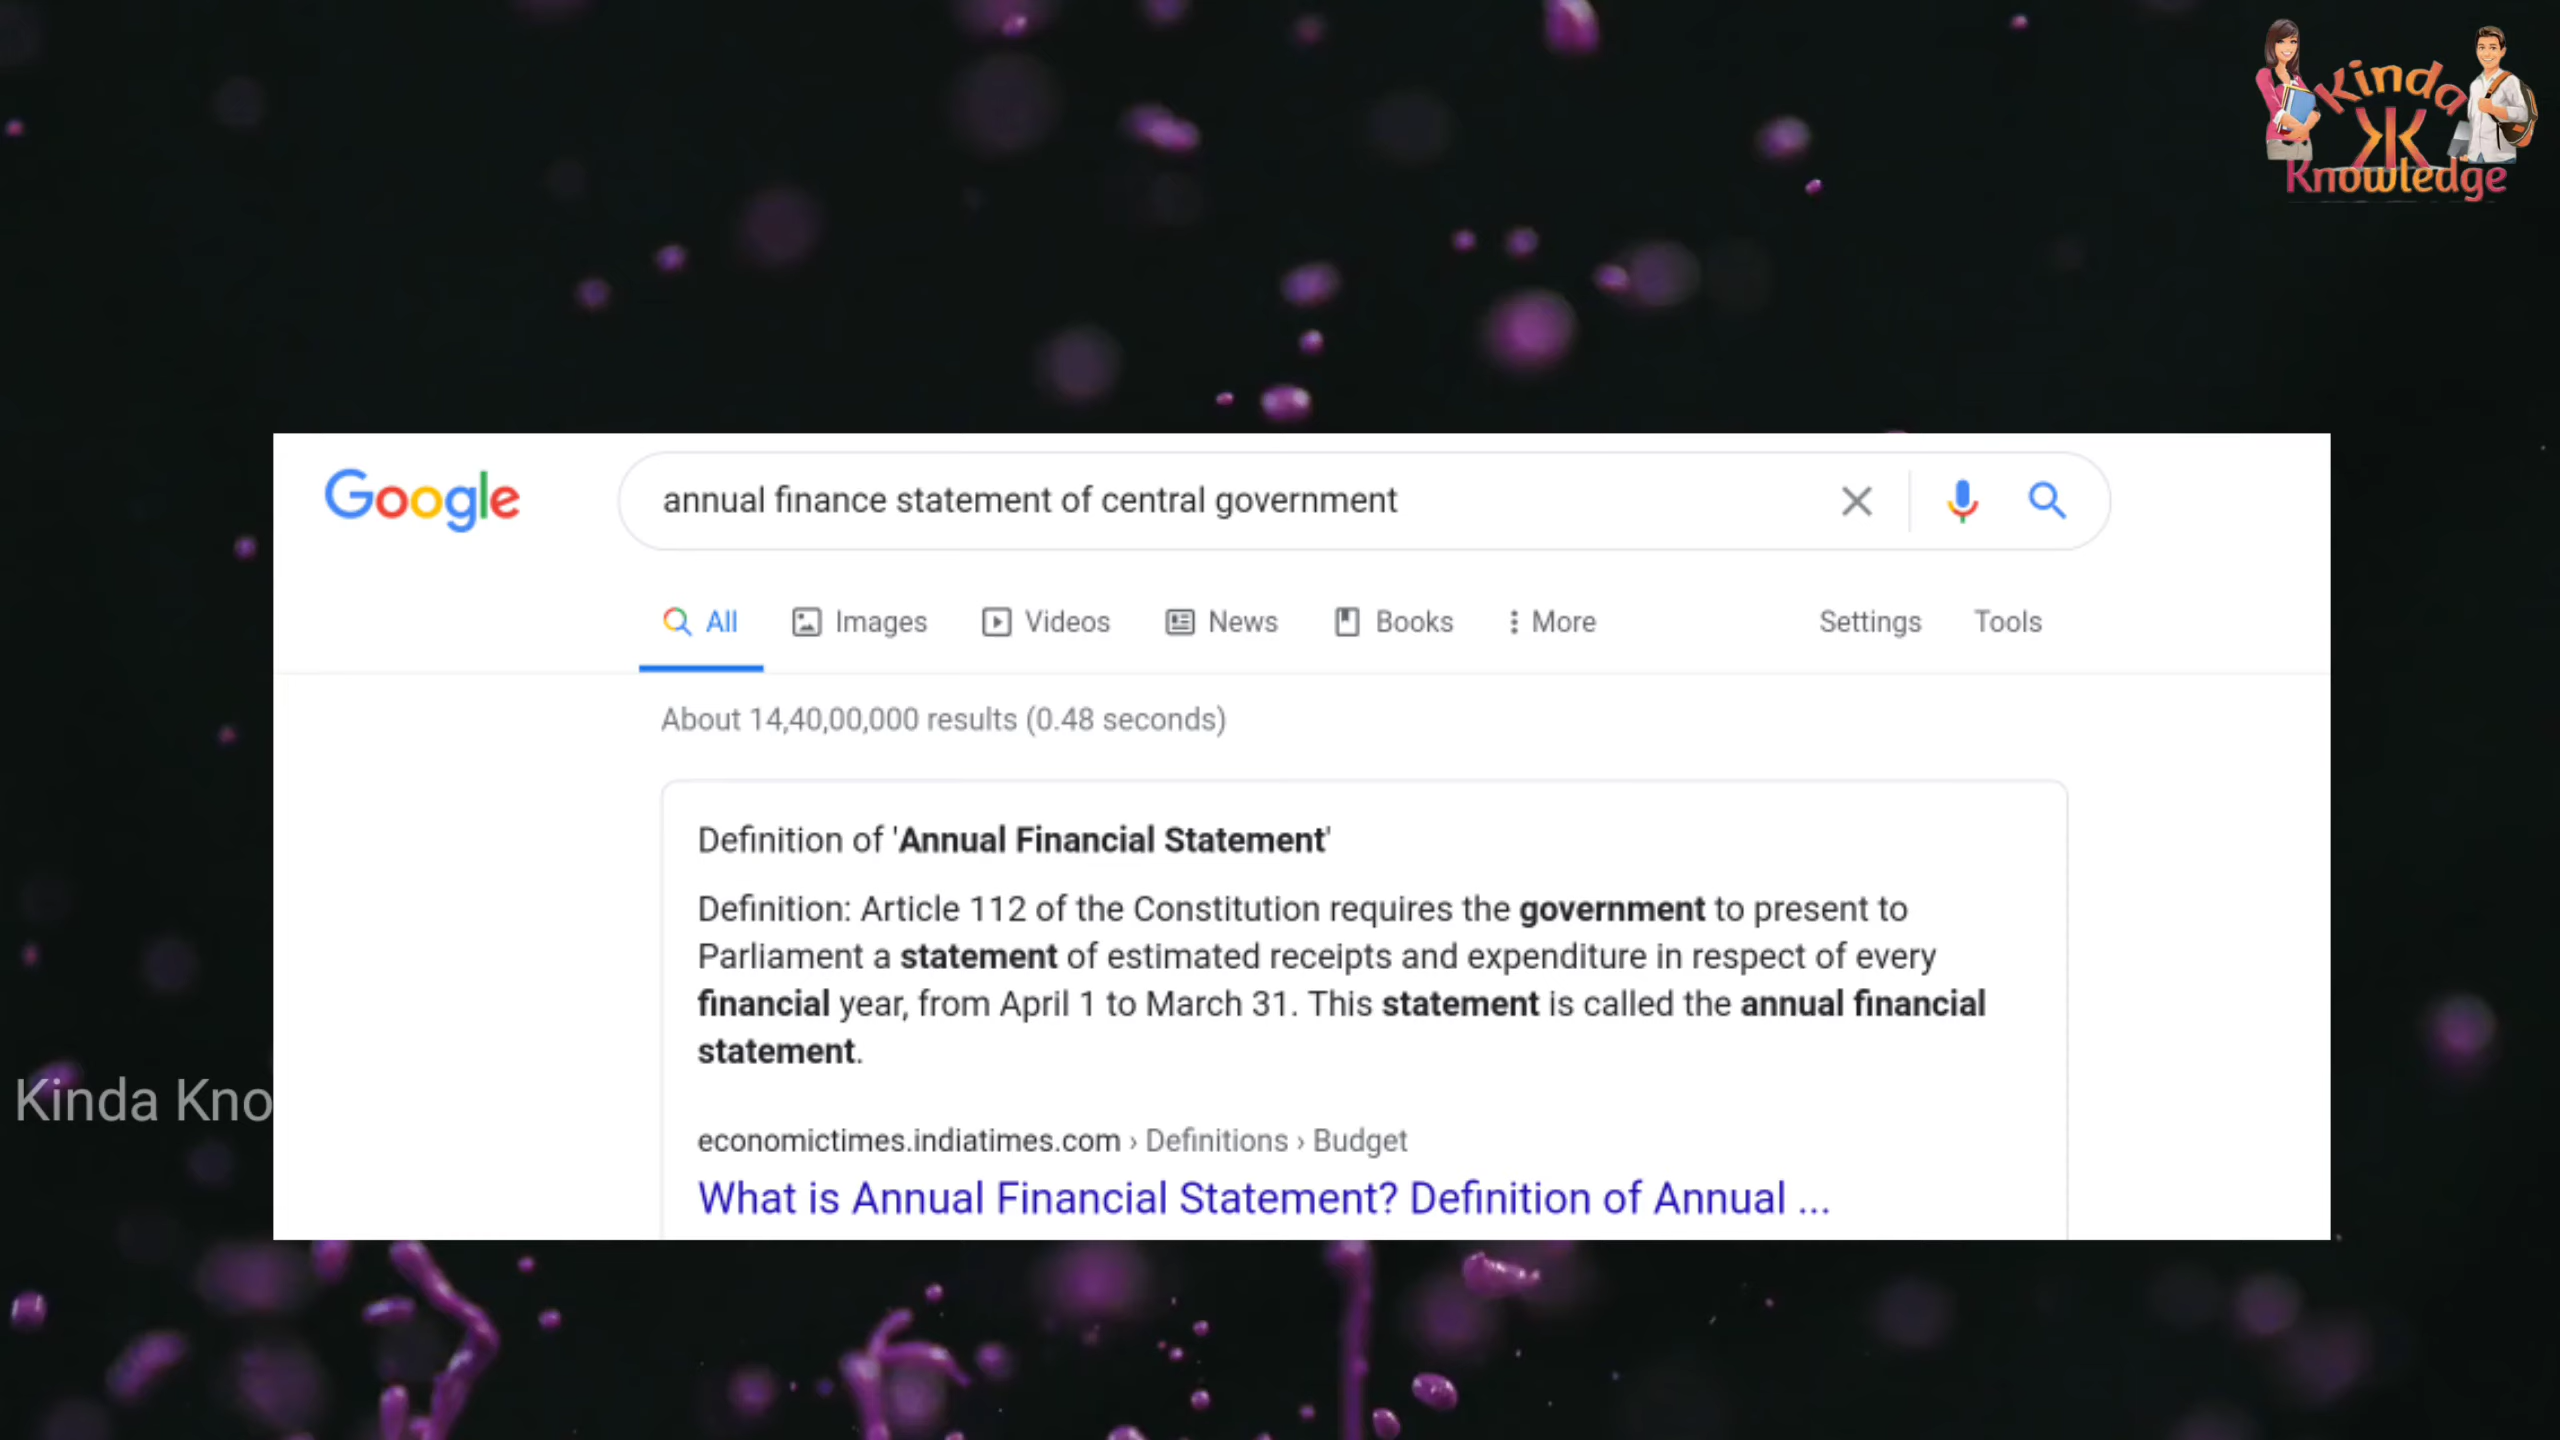 Kinda
KK
Knowledge
Google
annual finance statement of central government
All Images Videos News Books More Settings Tools
About 14,40,00,000 results (0.48 seconds)
Definition of 'Annual Financial Statement'
Definition: Article 112 of the Constitution requires the government to present to
Parliament a statement of estimated receipts and expenditure in respect of every
financial year, from April 1 to March 31. This statement is called the annual financial
statement.
Kinda Kno
economictimes.indiatimes.com › Definitions › Budget
What is Annual Financial Statement? Definition of Annual ...